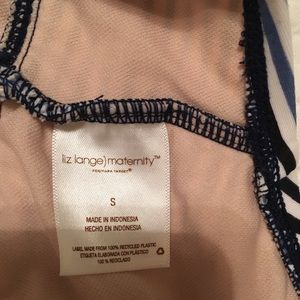 liz lange) maternity™
FOR/PARA TARGET®
S
MADE IN INDONESIA
HECHO EN INDONESIA
LABEL MADE FROM 100% RECYCLED PLASTIC
ETIQUETA ELABORADA CON PLÁSTICO
100 % RECICLADO